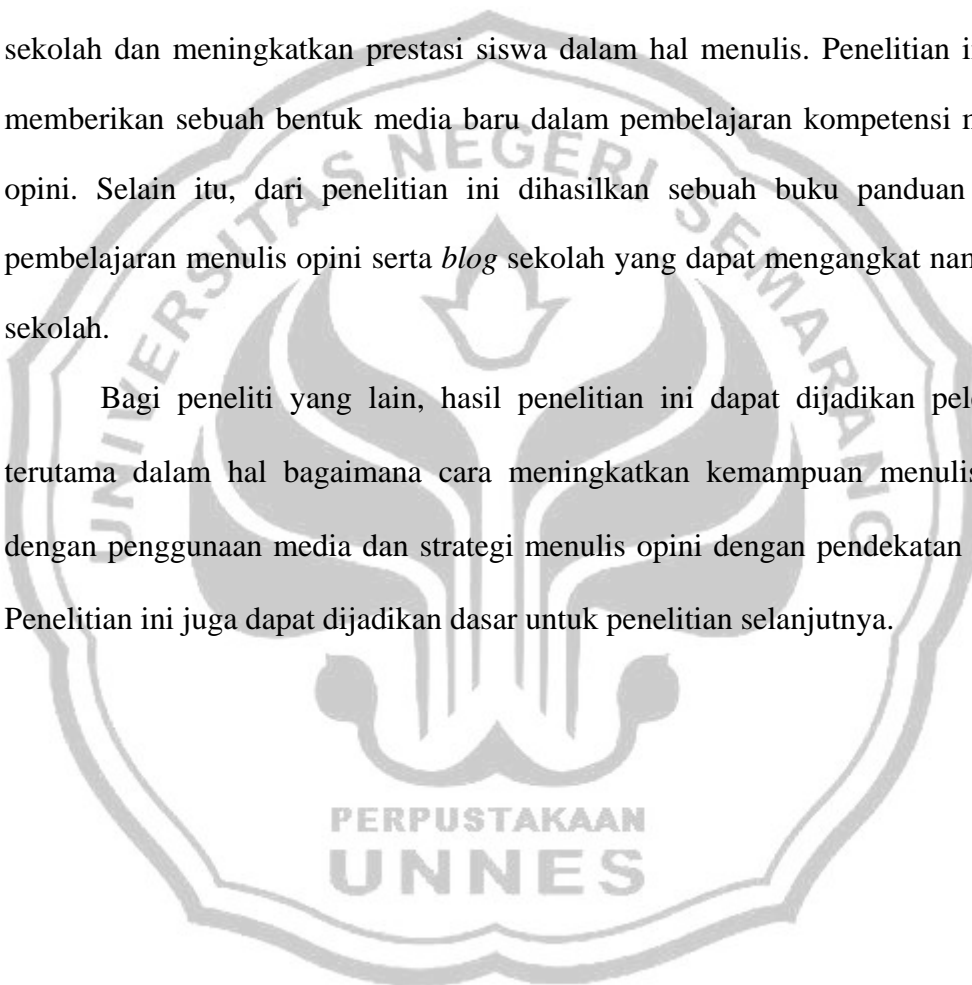 sekolah dan meningkatkan prestasi siswa dalam hal menulis. Penelitian
memberikan sebuah bentuk media baru dalam pembelajaran kompetensi
opini. Selain itu, dari penelitian ini dihasilkan sebuah buku panduan
pembelajaran menulis opini serta blog sekolah yang dapat mengangkat
sekolah.
Bagi peneliti yang lain, hasil penelitian ini dapat dijadikan
terutama dalam hal bagaimana cara meningkatkan kemampuan menulis
dengan penggunaan media dan strategi menulis opini dengan pendekatan
Penelitian ini juga dapat dijadikan dasar untuk penelitian selanjutnya.
UNIVERSITAS NEGERI SEMARANG
PERPUSTAKAAN
UNNES